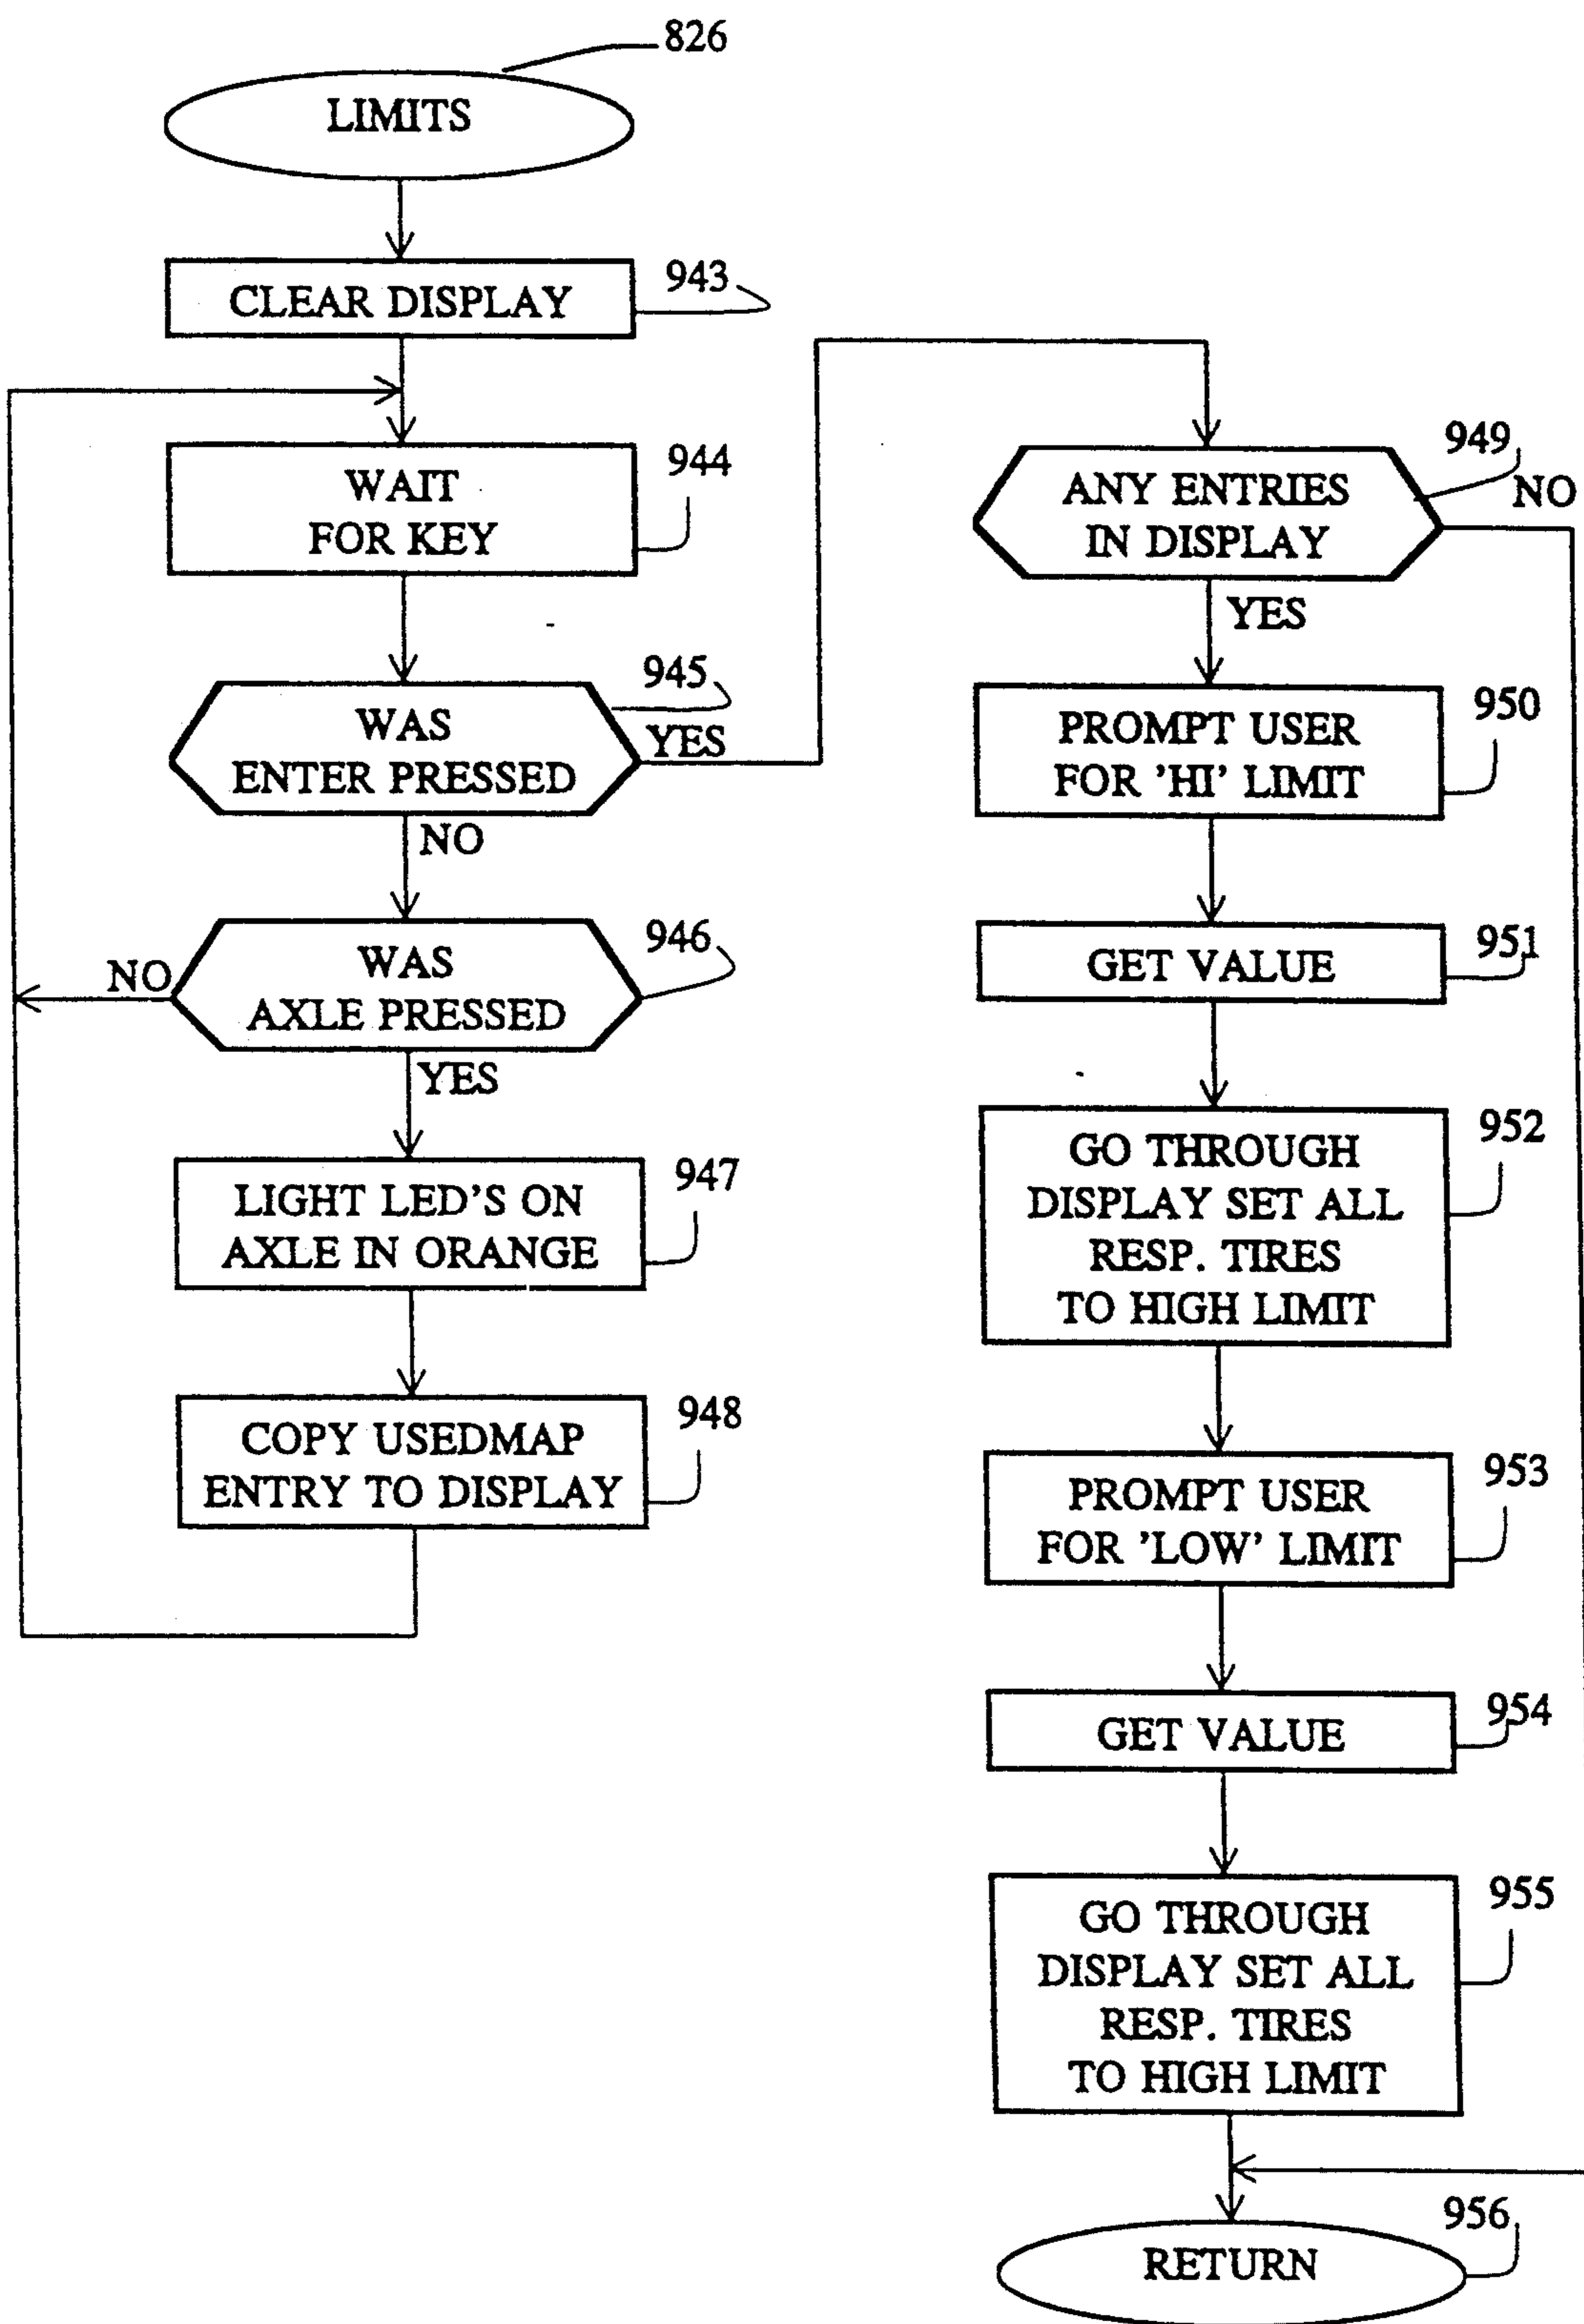 826
LIMITS
943
CLEAR DISPLAY
944
WAIT
FOR KEY
945
WAS
ENTER PRESSED
YES
NO
946
WAS
AXLE PRESSED
NO
YES
947
LIGHT LED'S ON
AXLE IN ORANGE
948
COPY USEDMAP
ENTRY TO DISPLAY
949
ANY ENTRIES
IN DISPLAY
NO
YES
950
PROMPT USER
FOR 'HI' LIMIT
951
GET VALUE
952
GO THROUGH
DISPLAY SET ALL
RESP. TIRES
TO HIGH LIMIT
953
PROMPT USER
FOR 'LOW' LIMIT
954
GET VALUE
955
GO THROUGH
DISPLAY SET ALL
RESP. TIRES
TO HIGH LIMIT
956
RETURN